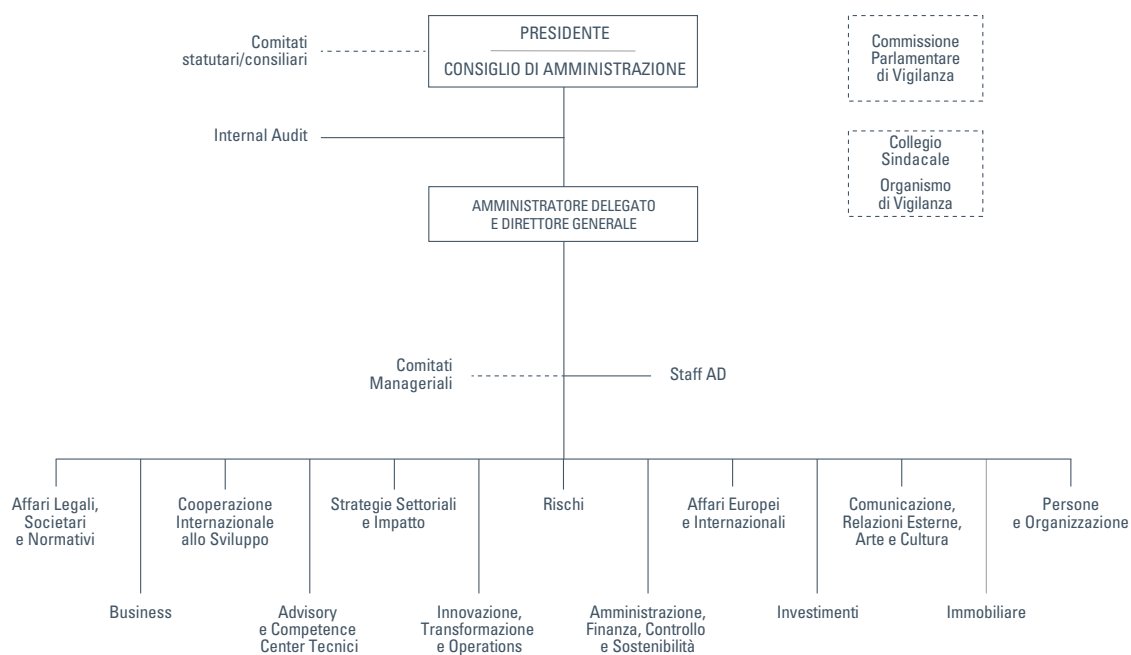 PRESIDENTE
CONSIGLIO DI AMMINISTRAZIONE
Comitati
statutari/consiliari
Commissione
Parlamentare
di Vigilanza
Internal Audit
Collegio
Sindacale
Organismo
di Vigilanza
AMMINISTRATORE DELEGATO
E DIRETTORE GENERALE
Comitati
Manageriali
Staff AD
Affari Legali,
Societari
e Normativi
Cooperazione
Internazionale
allo Sviluppo
Strategie Settoriali
e Impatto
Rischi
Affari Europei
e Internazionali
Comunicazione,
Relazioni Esterne,
Arte e Cultura
Persone
e Organizzazione
Business
Advisory
e Competence
Center Tecnici
Innovazione,
Transformazione
e Operations
Amministrazione,
Finanza, Controllo
e Sostenibilità
Investimenti
Immobiliare